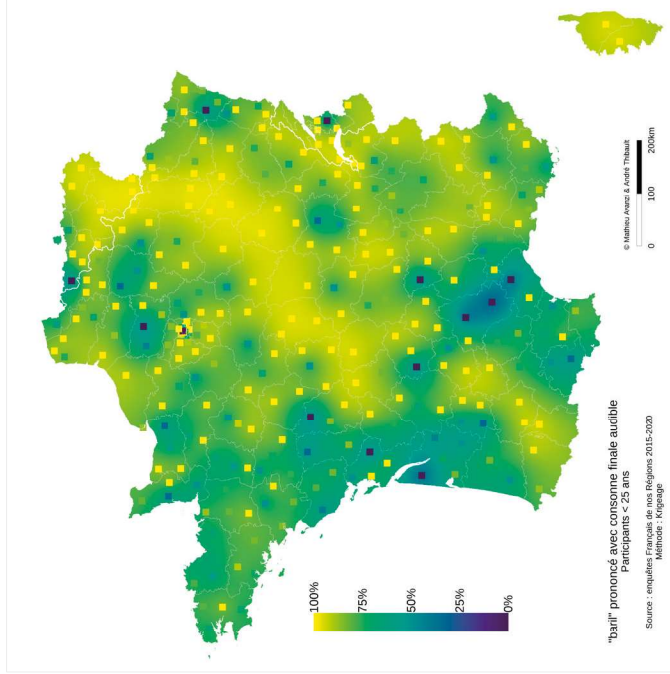 "baril" prononcé avec consonne finale audible
Participants < 25 ans
Source : enquêtes Français de nos Régions 2015-2020
Méthode : Krigeage
100%
75%
50%
25%
0%
© Mathieu Avanzi & André Thibault
0 100 200km